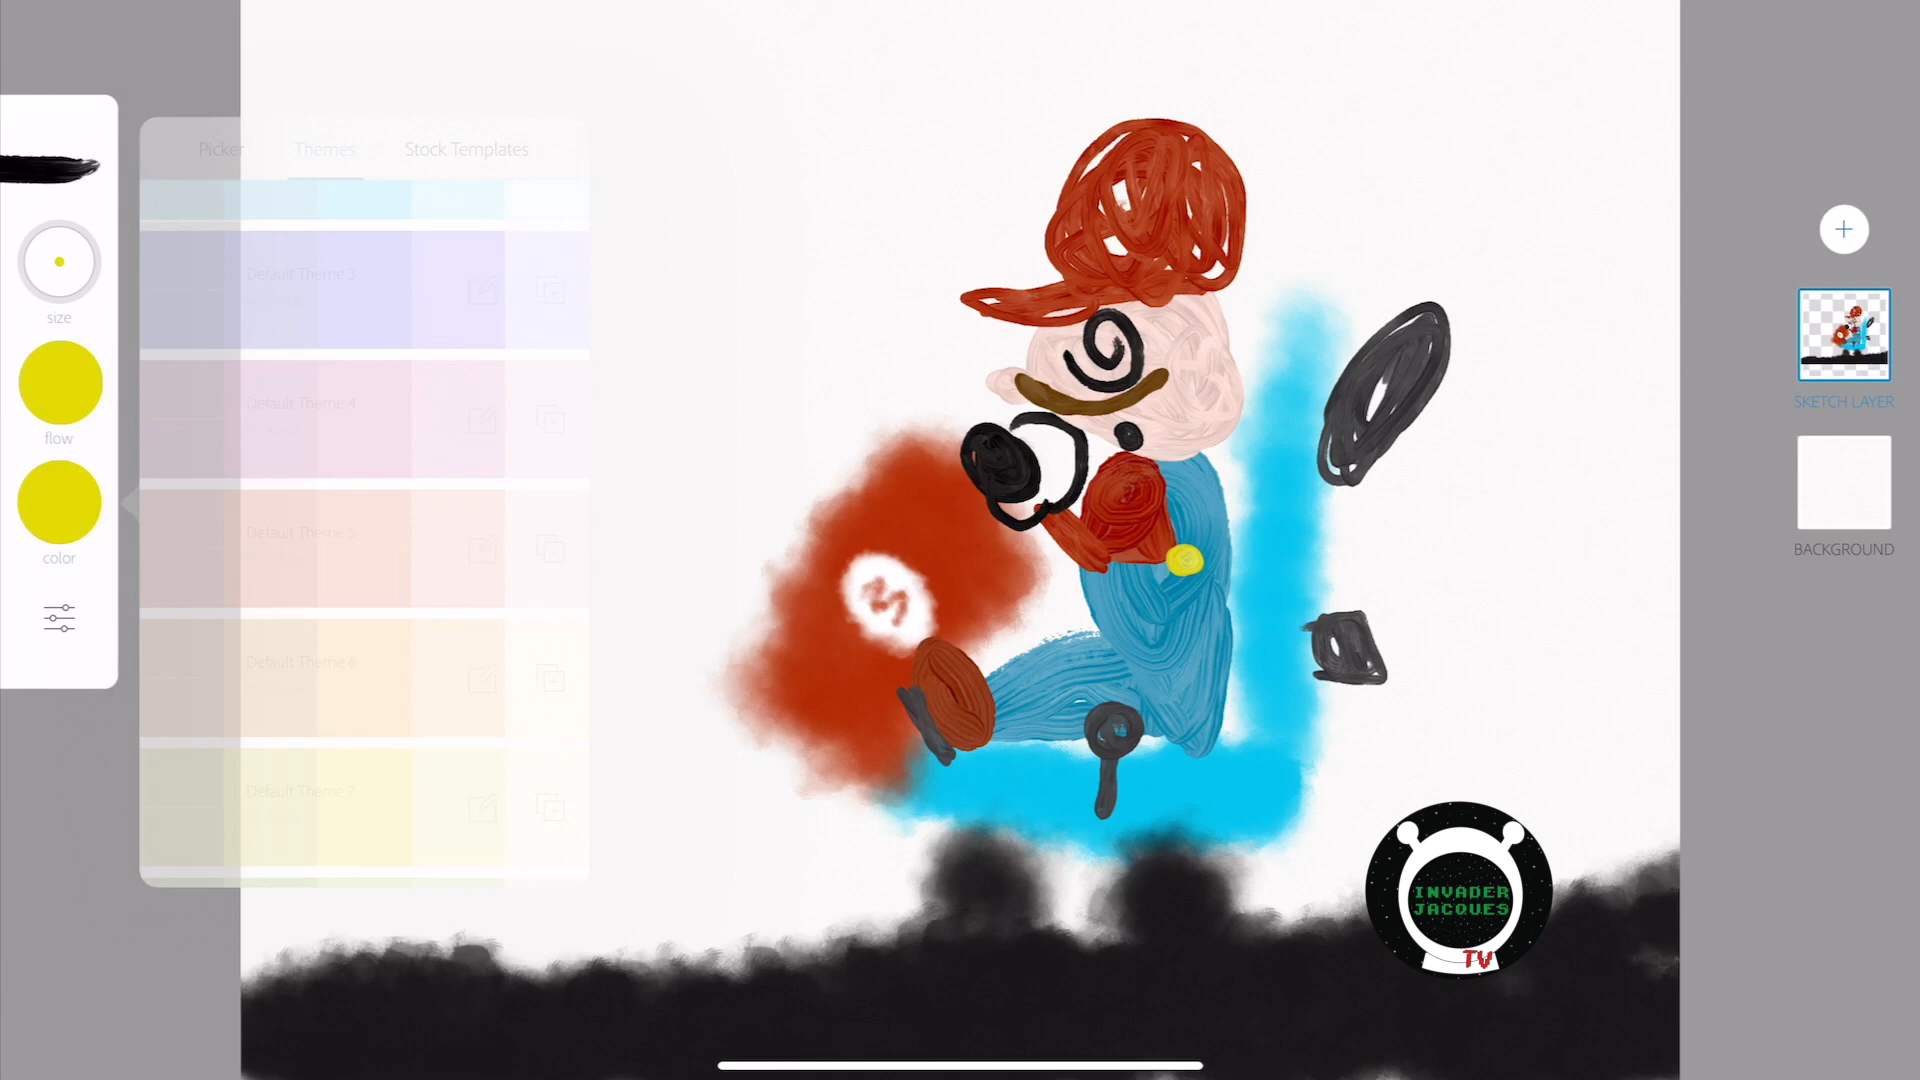 Picker Themes Stock Templates
Default Theme 3
Default Theme 4
Default Theme 5
Default Theme 6
Default Theme 7
size
flow
color
SKETCH LAYER
BACKGROUND
INVADER
JACQUES
TV